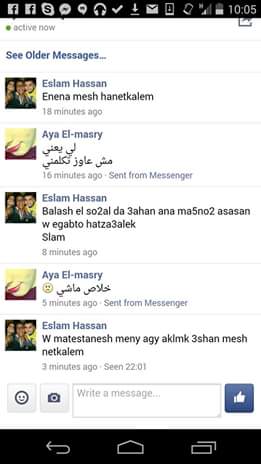 10:05
active now
See Older Messages…
Eslam Hassan
Enena mesh hanetkalem
18 minutes ago
Aya El-masry
لي يعني
مش عاوز تكلمني
16 minutes ago · Sent from Messenger
Eslam Hassan
Balash el so2al da 3ahan ana ma5no2 asasan
w egabto hatza3alek
Slam
8 minutes ago
Aya El-masry
خلاص ماشي
5 minutes ago · Sent from Messenger
Eslam Hassan
W matestanesh meny agy aklmk 3shan mesh
netkalem
3 minutes ago · Seen 22:01
Write a message...